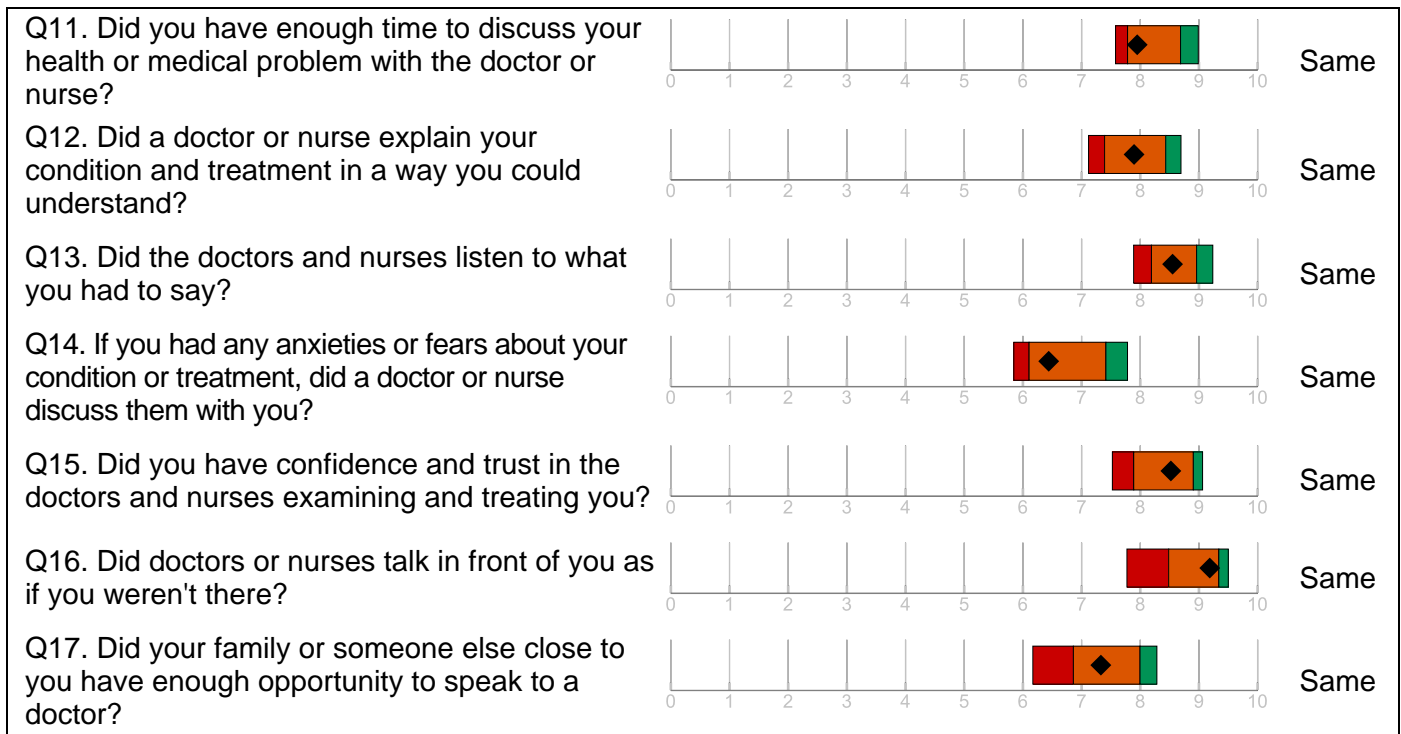 Q11. Did you have enough time to discuss your
health or medical problem with the doctor or
nurse?
0 1 2 3 4 5 6 7 8 9 10
Same
Q12. Did a doctor or nurse explain your
condition and treatment in a way you could
understand?
0 1 2 3 4 5 6 7 8 9 10
Same
Q13. Did the doctors and nurses listen to what
you had to say?
0 1 2 3 4 5 6 7 8 9 10
Same
Q14. If you had any anxieties or fears about your
condition or treatment, did a doctor or nurse
discuss them with you?
0 1 2 3 4 5 6 7 8 9 10
Same
Q15. Did you have confidence and trust in the
doctors and nurses examining and treating you?
0 1 2 3 4 5 6 7 8 9 10
Same
Q16. Did doctors or nurses talk in front of you as
if you weren't there?
0 1 2 3 4 5 6 7 8 9 10
Same
Q17. Did your family or someone else close to
you have enough opportunity to speak to a
doctor?
0 1 2 3 4 5 6 7 8 9 10
Same